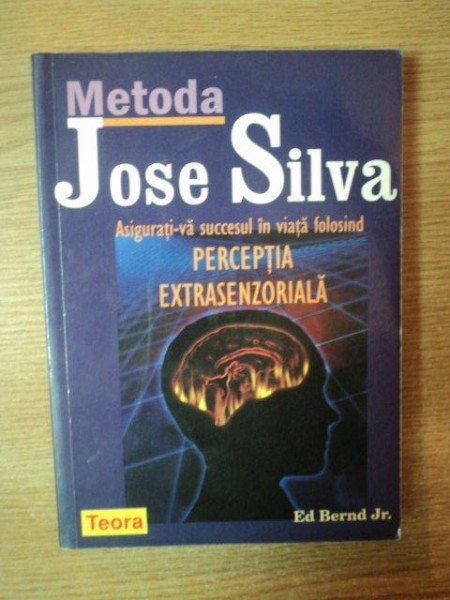 Metoda
Jose Silva
Asigurați-vă succesul în viață folosind
PERCEPȚIA
EXTRASENZORIALĂ
Ed Bernd Jr.
Teora